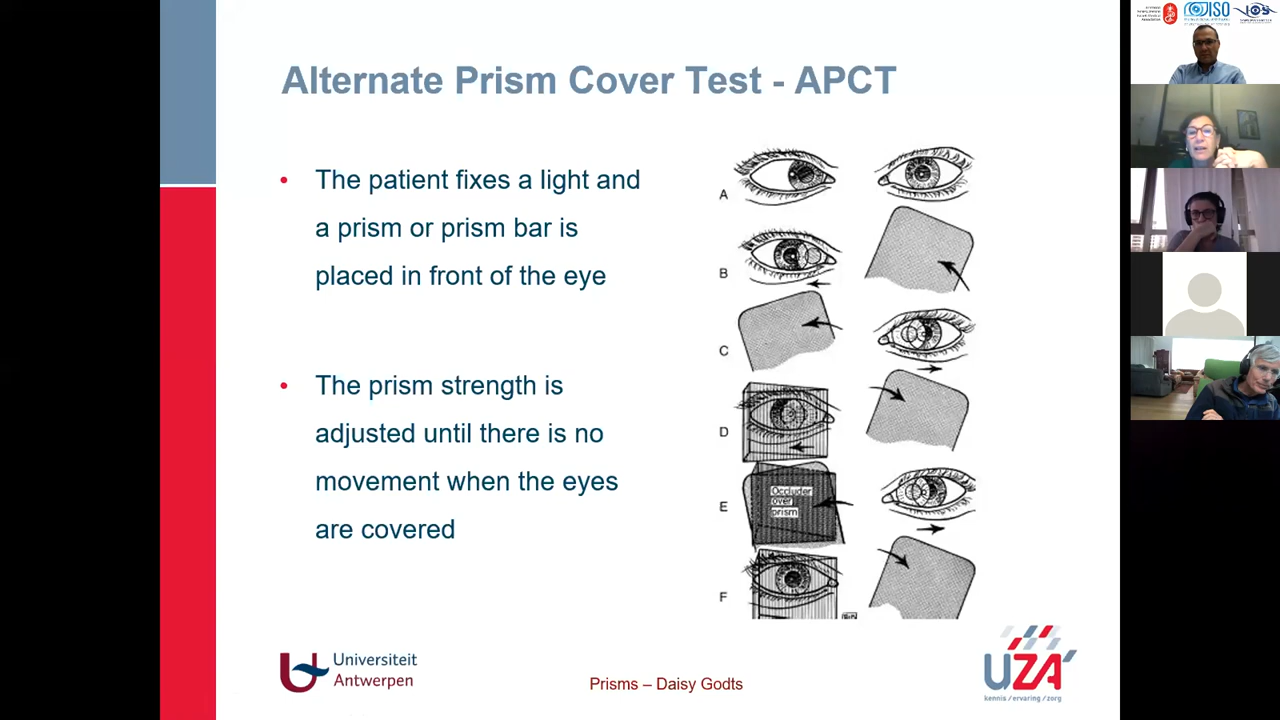 Alternate Prism Cover Test - APCT
• The patient fixes a light and
a prism or prism bar is
placed in front of the eye
• The prism strength is
adjusted until there is no
movement when the eyes
are covered
A
B
C
D
E
Occluder
over
prism
F
Universiteit
Antwerpen
Prisms – Daisy Godts
UZA
kennis / ervaring / zorg
ISO
IOS